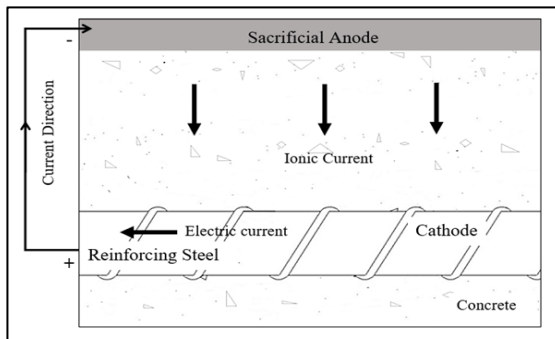 Sacrificial Anode
-
Current Direction
Ionic Current
Electric current
Cathode
Reinforcing Steel
+
Concrete